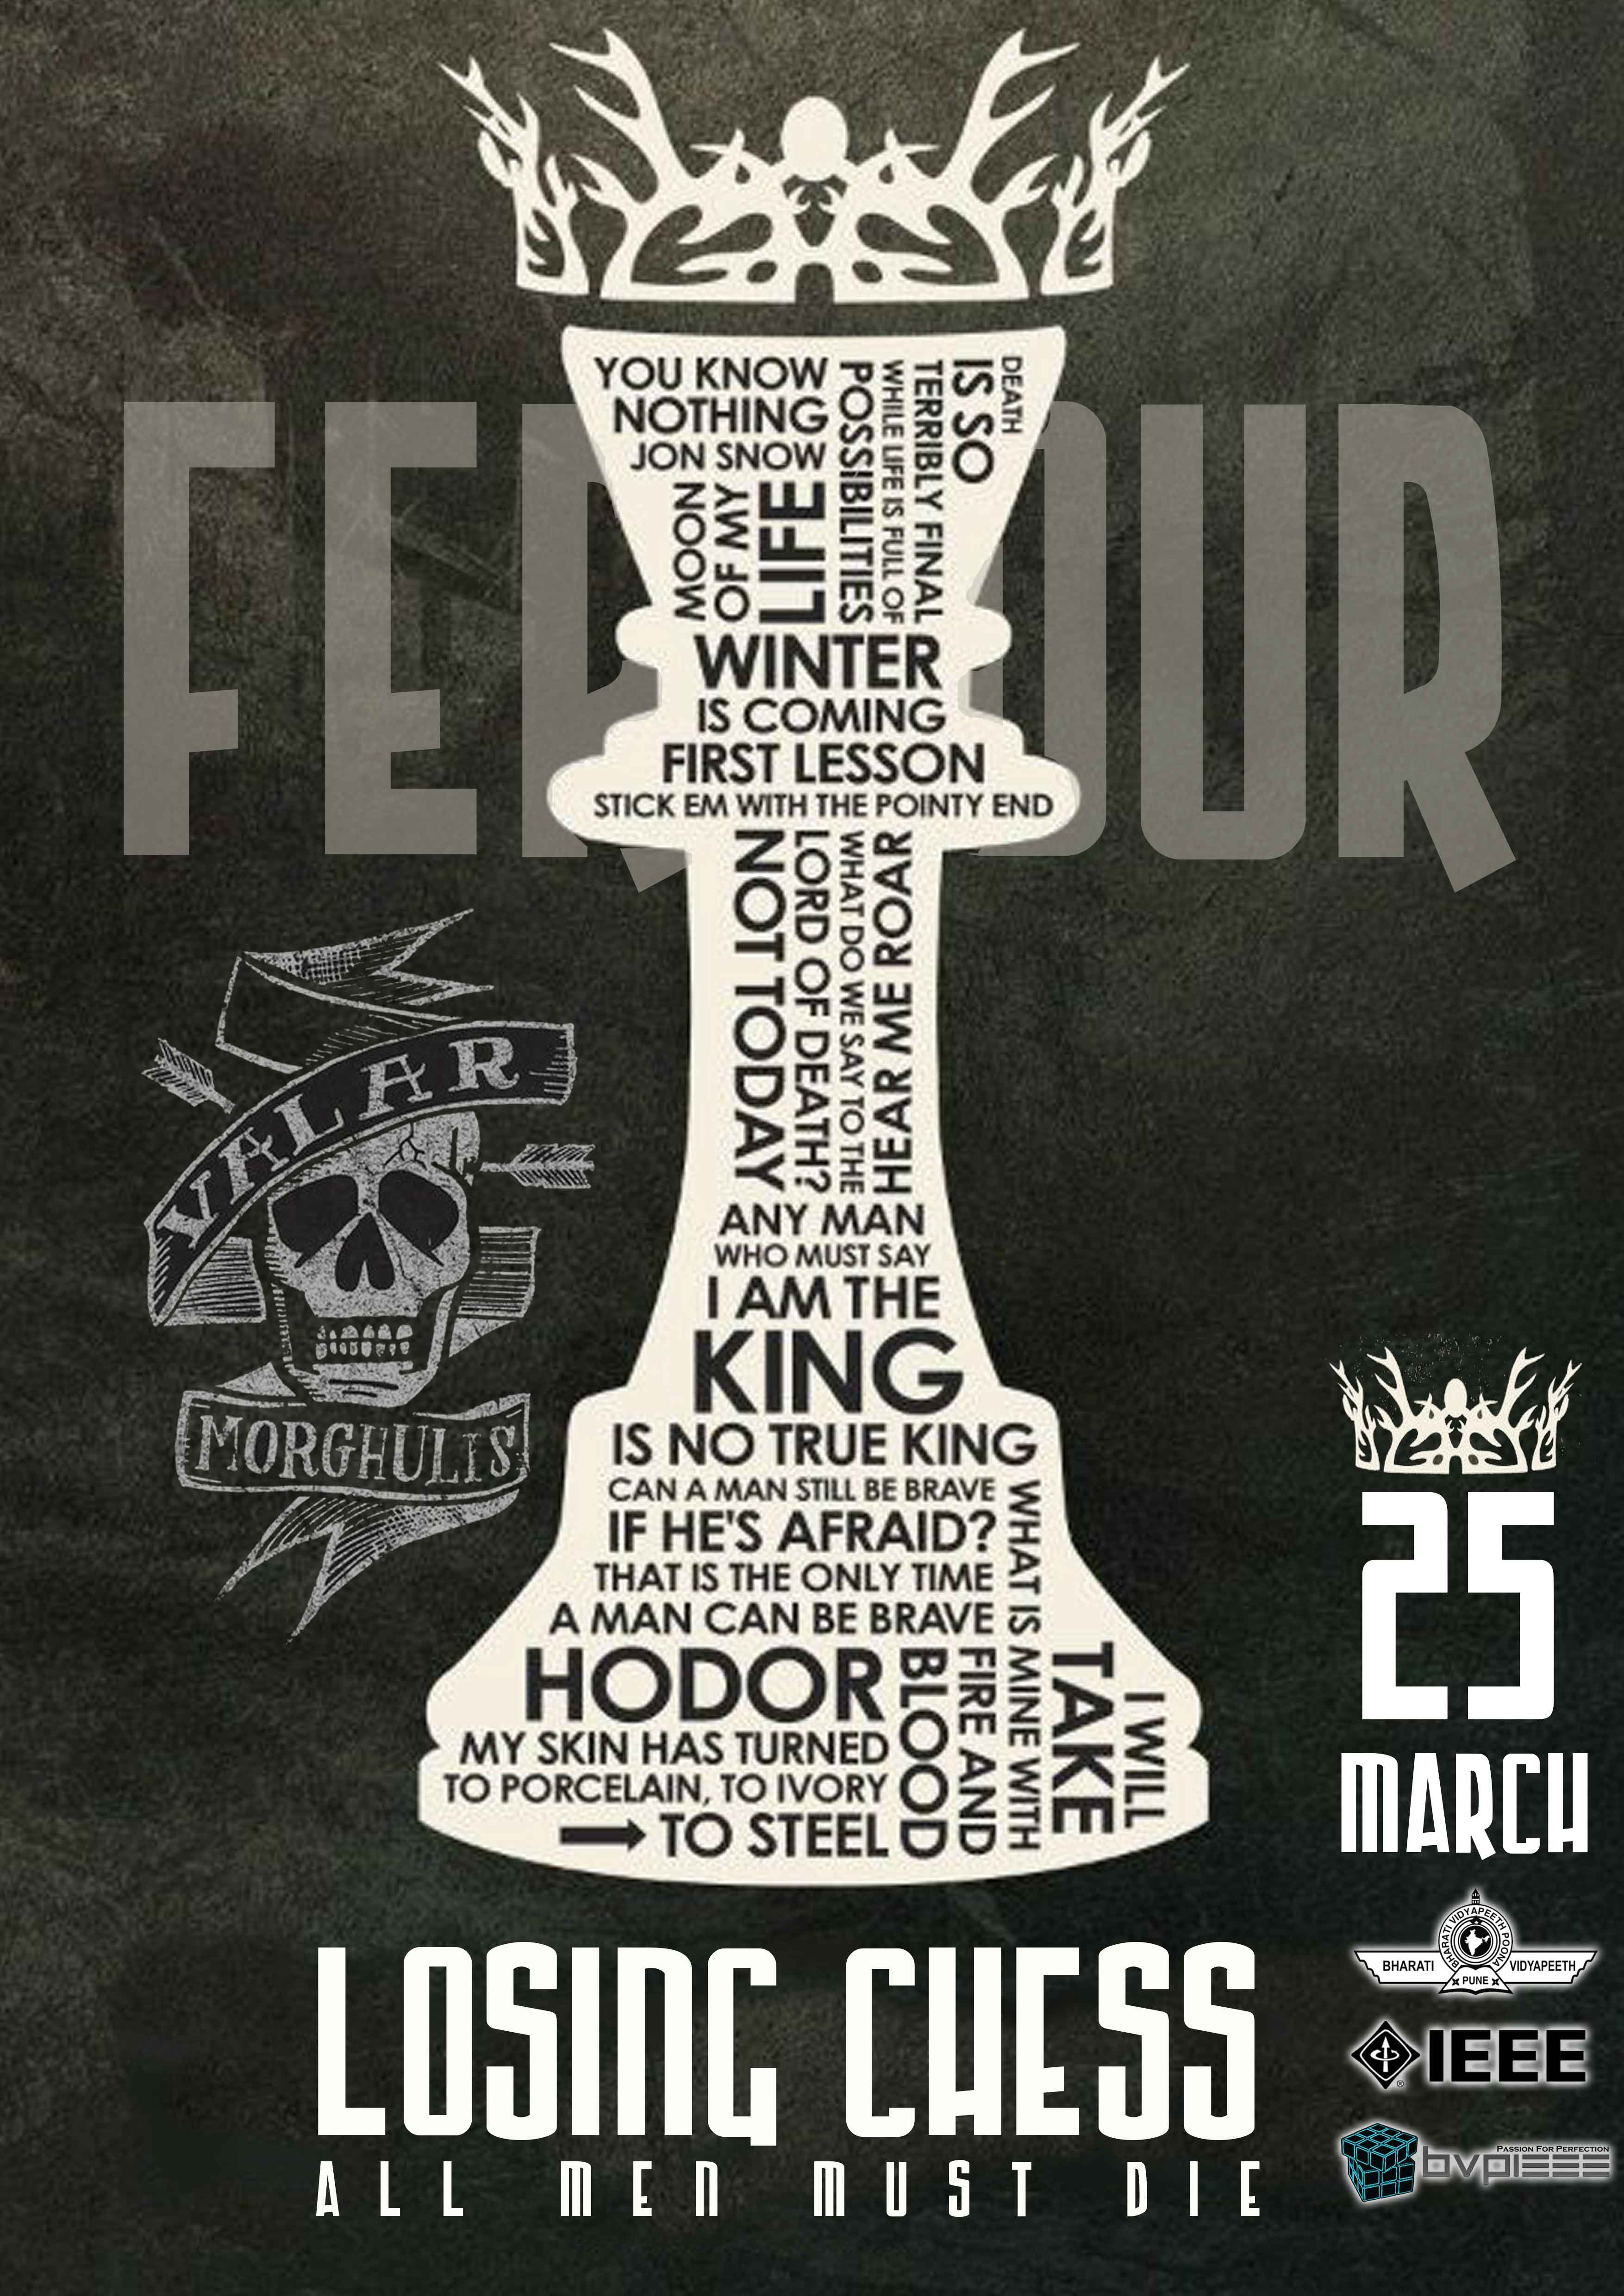 FER OUR
YOU KNOW
NOTHING
JON SNOW
MOON
OF MY
LIFE
DEATH
IS SO
TERRIBLY FINAL
WHILE LIFE IS FULL OF
POSSIBILITIES
WINTER
IS COMING
FIRST LESSON
STICK EM WITH THE POINTY END
HEAR ME ROAR
WHAT DO WE SAY TO THE
LORD OF DEATH?
NOT TODAY
ANY MAN
WHO MUST SAY
I AM THE
KING
IS NO TRUE KING
CAN A MAN STILL BE BRAVE
IF HE'S AFRAID?
THAT IS THE ONLY TIME
A MAN CAN BE BRAVE
HODOR
MY SKIN HAS TURNED
TO PORCELAIN, TO IVORY
TO STEEL
I WILL
TAKE
WHAT IS MINE WITH
FIRE AND
BLOOD
VALAR
MORGHULIS
25
MARCH
BHARATI VIDYAPEETH POONA
BHARATI VIDYAPEETH
PUNE
IEEE
PASSION FOR PERFECTION
bvpieee
LOSING CHESS
ALL MEN MUST DIE